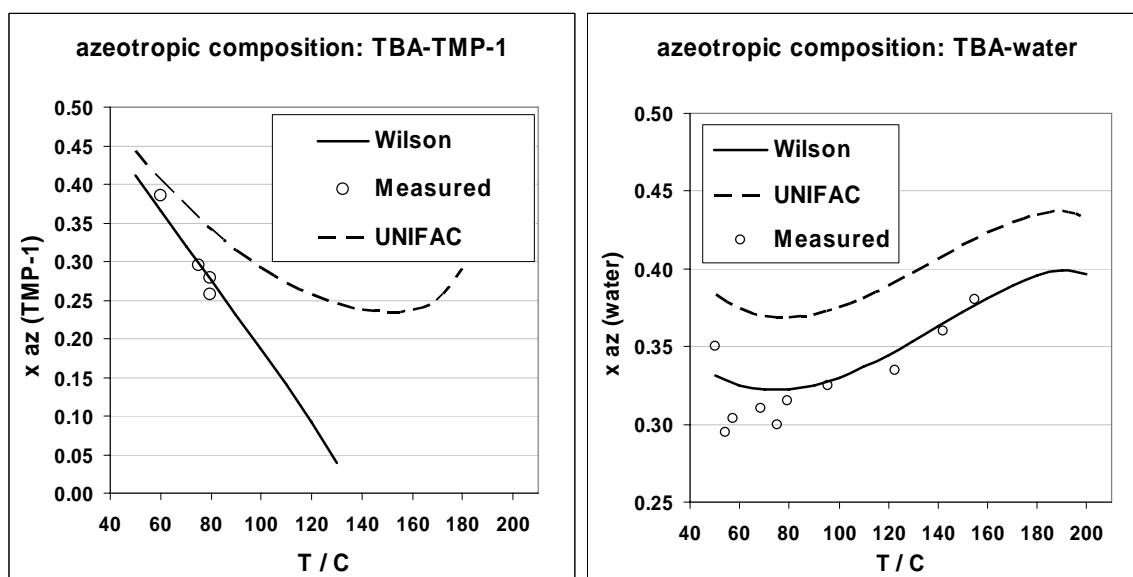 azeotropic composition: TBA-TMP-1
x az (TMP-1)
0.50
0.45
0.40
0.35
0.30
0.25
0.20
0.15
0.10
0.05
0.00
Wilson
Measured
UNIFAC
40 60 80 100 120 140 160 180 200
T / C
azeotropic composition: TBA-water
x az (water)
0.50
0.45
0.40
0.35
0.30
0.25
Wilson
UNIFAC
Measured
40 60 80 100 120 140 160 180 200
T / C